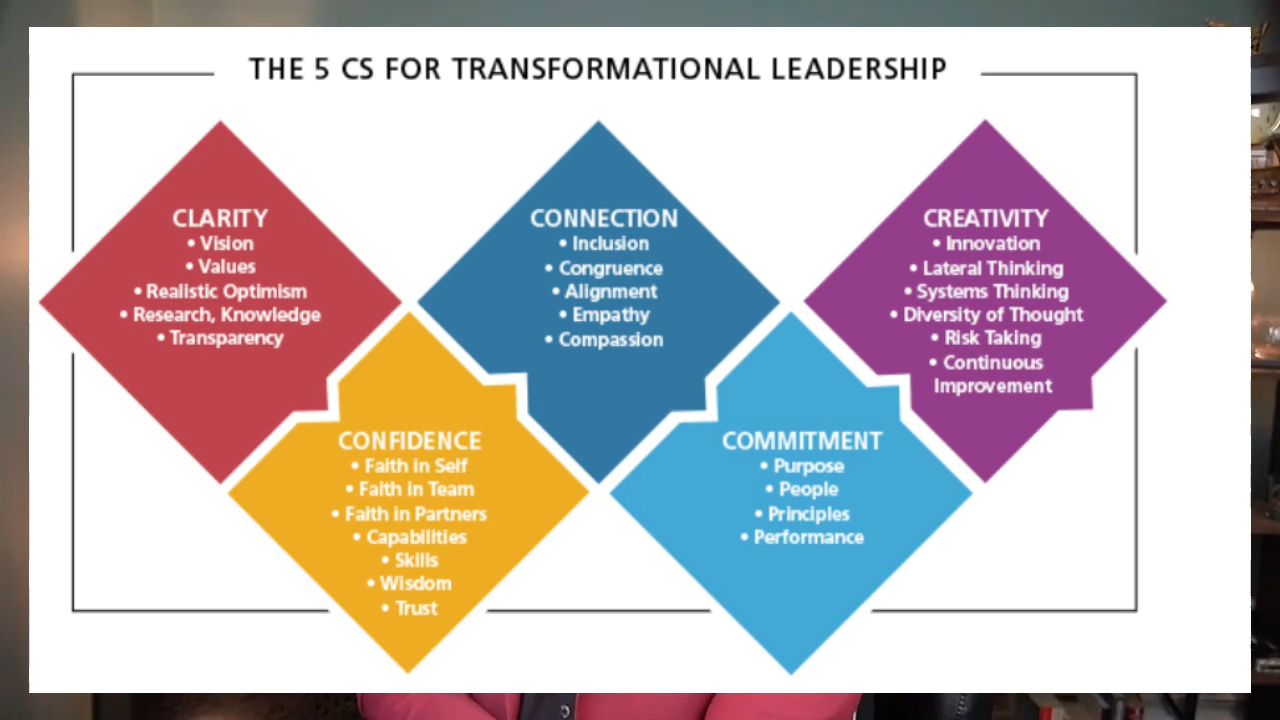 THE 5 CS FOR TRANSFORMATIONAL LEADERSHIP
CLARITY
• Vision
• Values
• Realistic Optimism
• Research, Knowledge
• Transparency
CONFIDENCE
• Faith in Self
• Faith in Team
• Faith in Partners
• Capabilities
• Skills
• Wisdom
• Trust
CONNECTION
• Inclusion
• Congruence
• Alignment
• Empathy
• Compassion
COMMITMENT
• Purpose
• People
• Principles
• Performance
CREATIVITY
• Innovation
• Lateral Thinking
• Systems Thinking
• Diversity of Thought
• Risk Taking
• Continuous
Improvement